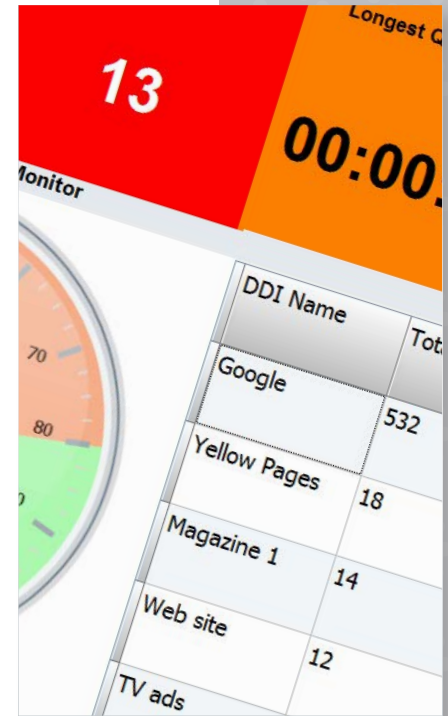 Longest Q
13
00:00.
Monitor
70
80
DDI Name Tota
Google 532
Yellow Pages 18
Magazine 1 14
Web site 12
TV ads